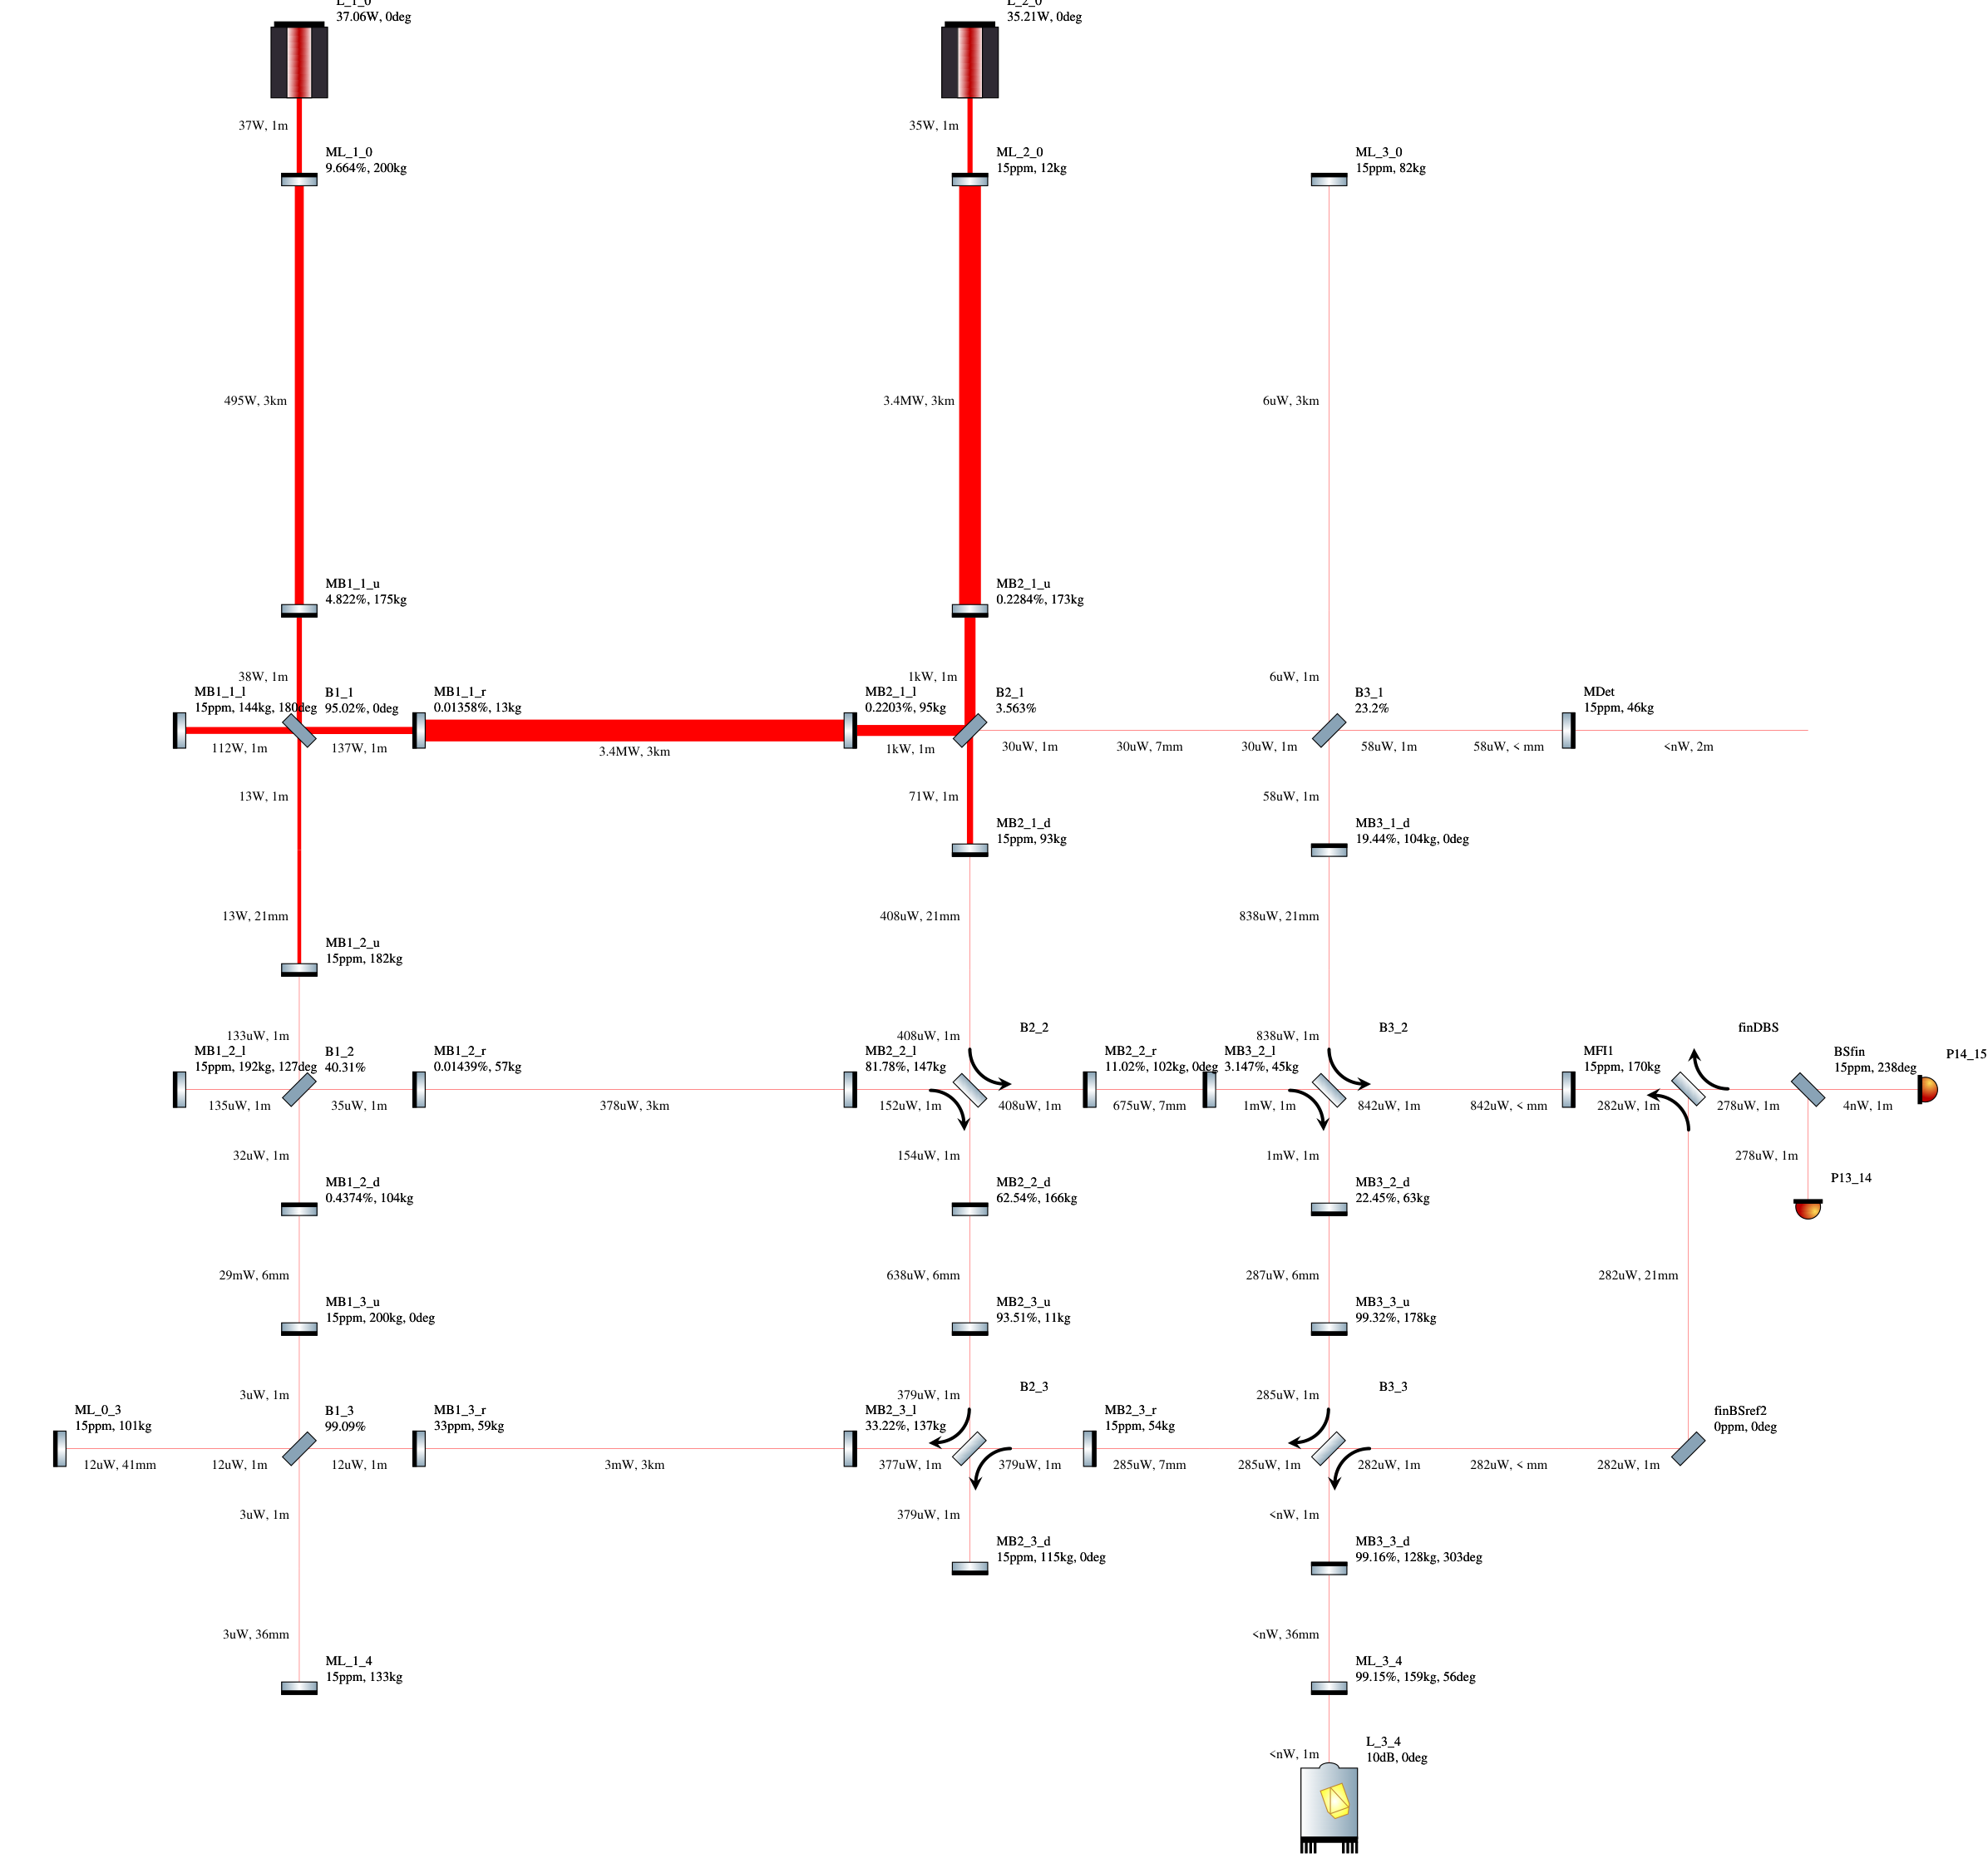 L_1_0
37.06W, 0deg
L_2_0
35.21W, 0deg
37W, 1m
35W, 1m
ML_1_0
9.664%, 200kg
ML_2_0
15ppm, 12kg
ML_3_0
15ppm, 82kg
495W, 3km
3.4MW, 3km
6uW, 3km
MB1_1_u
4.822%, 175kg
MB2_1_u
0.2284%, 173kg
38W, 1m
1kW, 1m
6uW, 1m
MB1_1_l
15ppm, 144kg, 180deg
B1_1
95.02%, 0deg
MB1_1_r
0.01358%, 13kg
MB2_1_l
0.2203%, 95kg
B2_1
3.563%
B3_1
23.2%
MDet
15ppm, 46kg
112W, 1m
137W, 1m
3.4MW, 3km
1kW, 1m
30uW, 1m
30uW, 7mm
30uW, 1m
58uW, 1m
58uW, < mm
<nW, 2m
13W, 1m
71W, 1m
58uW, 1m
MB2_1_d
15ppm, 93kg
MB3_1_d
19.44%, 104kg, 0deg
13W, 21mm
408uW, 21mm
838uW, 21mm
MB1_2_u
15ppm, 182kg
133uW, 1m
408uW, 1m
B2_2
838uW, 1m
B3_2
finDBS
MB1_2_l
15ppm, 192kg, 127deg
B1_2
40.31%
MB1_2_r
0.01439%, 57kg
MB2_2_l
81.78%, 147kg
MB2_2_r
11.02%, 102kg, 0deg
MB3_2_l
3.147%, 45kg
MFI1
15ppm, 170kg
BSfin
15ppm, 238deg
P14_15
135uW, 1m
35uW, 1m
378uW, 3km
152uW, 1m
408uW, 1m
675uW, 7mm
1mW, 1m
842uW, 1m
842uW, < mm
282uW, 1m
278uW, 1m
4nW, 1m
32uW, 1m
154uW, 1m
1mW, 1m
278uW, 1m
MB1_2_d
0.4374%, 104kg
MB2_2_d
62.54%, 166kg
MB3_2_d
22.45%, 63kg
P13_14
29mW, 6mm
638uW, 6mm
287uW, 6mm
282uW, 21mm
MB1_3_u
15ppm, 200kg, 0deg
MB2_3_u
93.51%, 11kg
MB3_3_u
99.32%, 178kg
3uW, 1m
379uW, 1m
B2_3
285uW, 1m
B3_3
ML_0_3
15ppm, 101kg
B1_3
99.09%
MB1_3_r
33ppm, 59kg
MB2_3_l
33.22%, 137kg
MB2_3_r
15ppm, 54kg
finBSref2
0ppm, 0deg
12uW, 41mm
12uW, 1m
12uW, 1m
3mW, 3km
377uW, 1m
379uW, 1m
285uW, 7mm
285uW, 1m
282uW, 1m
282uW, < mm
282uW, 1m
3uW, 1m
379uW, 1m
<nW, 1m
MB2_3_d
15ppm, 115kg, 0deg
MB3_3_d
99.16%, 128kg, 303deg
3uW, 36mm
<nW, 36mm
ML_1_4
15ppm, 133kg
ML_3_4
99.15%, 159kg, 56deg
<nW, 1m
L_3_4
10dB, 0deg